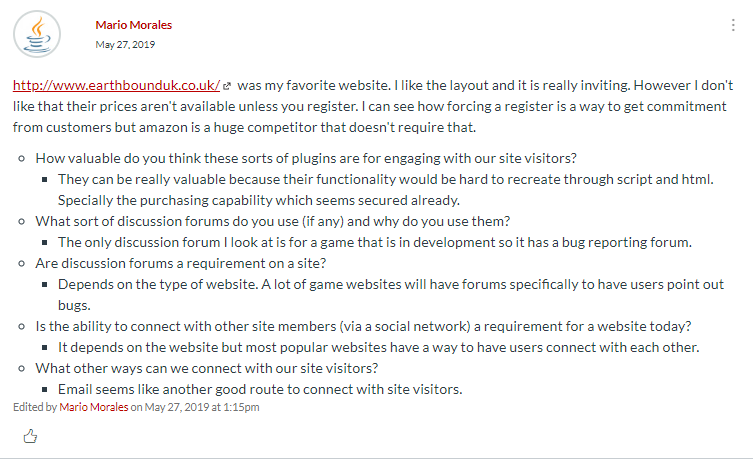 Mario Morales
May 27, 2019
http://www.earthbounduk.co.uk/ was my favorite website. I like the layout and it is really inviting. However I don't
like that their prices aren't available unless you register. I can see how forcing a register is a way to get commitment
from customers but amazon is a huge competitor that doesn't require that.
How valuable do you think these sorts of plugins are for engaging with our site visitors?
They can be really valuable because their functionality would be hard to recreate through script and html.
Specially the purchasing capability which seems secured already.
What sort of discussion forums do you use (if any) and why do you use them?
The only discussion forum I look at is for a game that is in development so it has a bug reporting forum.
Are discussion forums a requirement on a site?
Depends on the type of website. A lot of game websites will have forums specifically to have users point out
bugs.
Is the ability to connect with other site members (via a social network) a requirement for a website today?
It depends on the website but most popular websites have a way to have users connect with each other.
What other ways can we connect with our site visitors?
Email seems like another good route to connect with site visitors.
Edited by Mario Morales on May 27, 2019 at 1:15pm